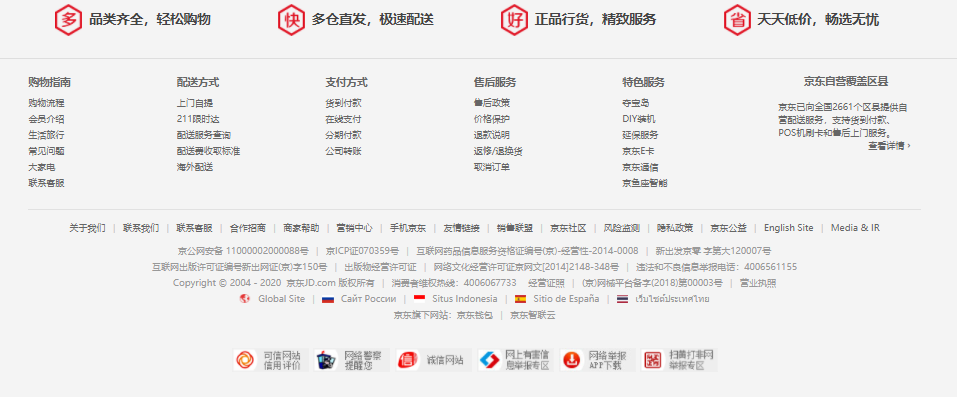 多 品类齐全，轻松购物 快 多仓直发，极速配送 好 正品行货，精致服务 省 天天低价，畅选无忧
购物指南
购物流程
会员介绍
生活旅行
常见问题
大家电
联系客服
配送方式
上门自提
211限时达
配送服务查询
配送费收取标准
海外配送
支付方式
货到付款
在线支付
分期付款
公司转账
售后服务
售后政策
价格保护
退款说明
返修/退换货
取消订单
特色服务
夺宝岛
DIY装机
延保服务
京东E卡
京东通信
京鱼座智能
京东自营覆盖区县
京东已向全国2661个区县提供自
营配送服务，支持货到付款、
POS机刷卡和售后上门服务。
查看详情 ›
关于我们 | 联系我们 | 联系客服 | 合作招商 | 商家帮助 | 营销中心 | 手机京东 | 友情链接 | 销售联盟 | 京东社区 | 风险监测 | 隐私政策 | 京东公益 | English Site | Media & IR
京公网安备 11000002000088号 | 京ICP证070359号 | 互联网药品信息服务资格证编号(京)-经营性-2014-0008 | 新出发京零 字第大120007号
互联网出版许可证编号新出网证(京)字150号 | 出版物经营许可证 | 网络文化经营许可证京网文[2014]2148-348号 | 违法和不良信息举报电话：4006561155
Copyright © 2004 - 2020 京东JD.com 版权所有 | 消费者维权热线：4006067733 经营证照 | (京)网械平台备字(2018)第00003号 | 营业执照
Global Site | Сайт России | Situs Indonesia | Sitio de España | เว็บไซต์ประเทศไทย
京东旗下网站：京东钱包 | 京东智联云
可信网站
信用评价
网络警察
提醒您
信 诚信网站
网上有害信
息举报专区
网络举报
APP下载
扫黄打非网
举报专区